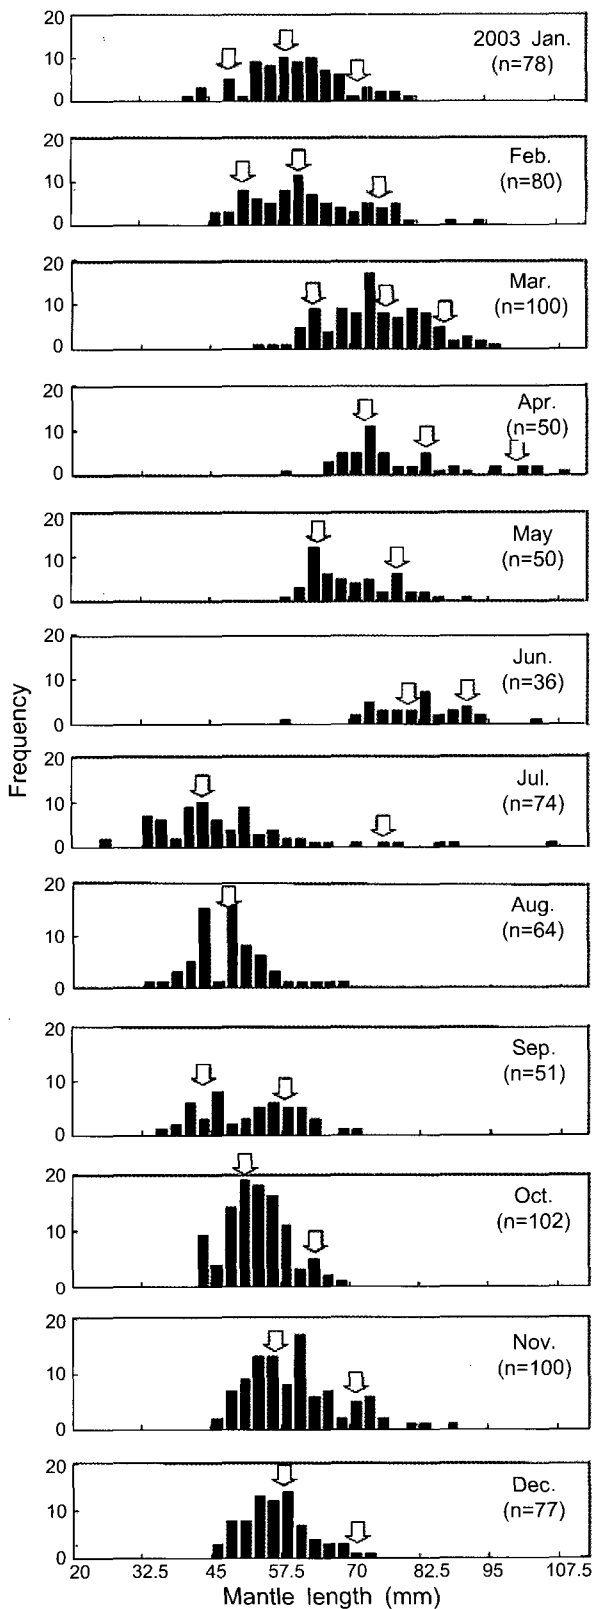 20
10
0
2003 Jan.
(n=78)
20
10
0
Feb.
(n=80)
20
10
0
Mar.
(n=100)
20
10
0
Apr.
(n=50)
20
10
0
May
(n=50)
20
10
0
Jun.
(n=36)
20
10
0
Jul.
(n=74)
20
10
0
Aug.
(n=64)
20
10
0
Sep.
(n=51)
20
10
0
Oct.
(n=102)
20
10
0
Nov.
(n=100)
20
10
0
Dec.
(n=77)
Frequency
20 32.5 45 57.5 70 82.5 95 107.5
Mantle length (mm)